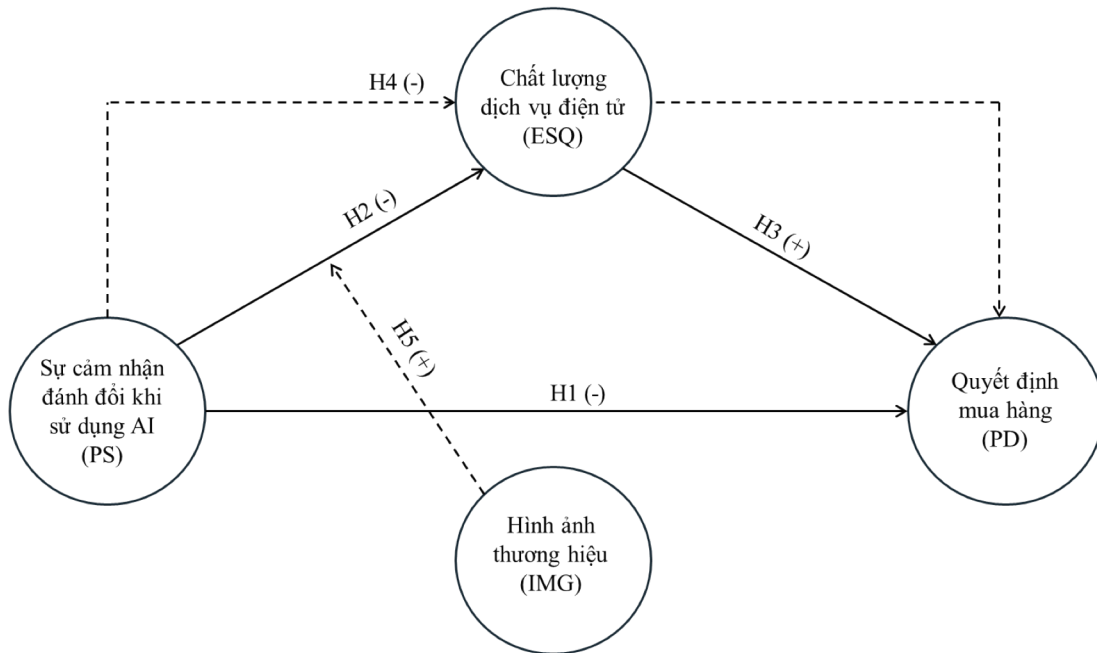 Chất lượng
dịch vụ điện tử
(ESQ)
H4 (-)
H2 (-)
H3 (+)
H5 (+)
Sự cảm nhận
đánh đổi khi
sử dụng AI
(PS)
H1 (-)
Quyết định
mua hàng
(PD)
Hình ảnh
thương hiệu
(IMG)